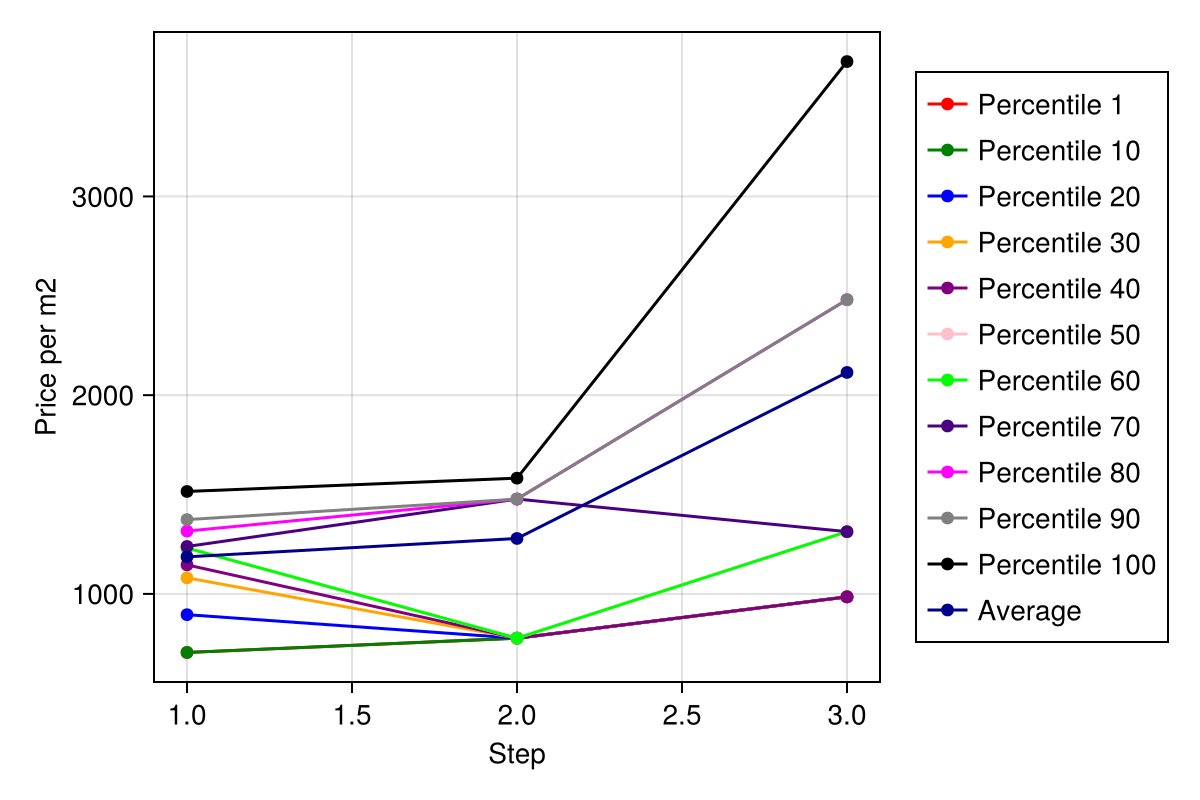 Price per m2
3000
2000
1000
1.0 1.5 2.0 2.5 3.0
Step
Percentile 1
Percentile 10
Percentile 20
Percentile 30
Percentile 40
Percentile 50
Percentile 60
Percentile 70
Percentile 80
Percentile 90
Percentile 100
Average